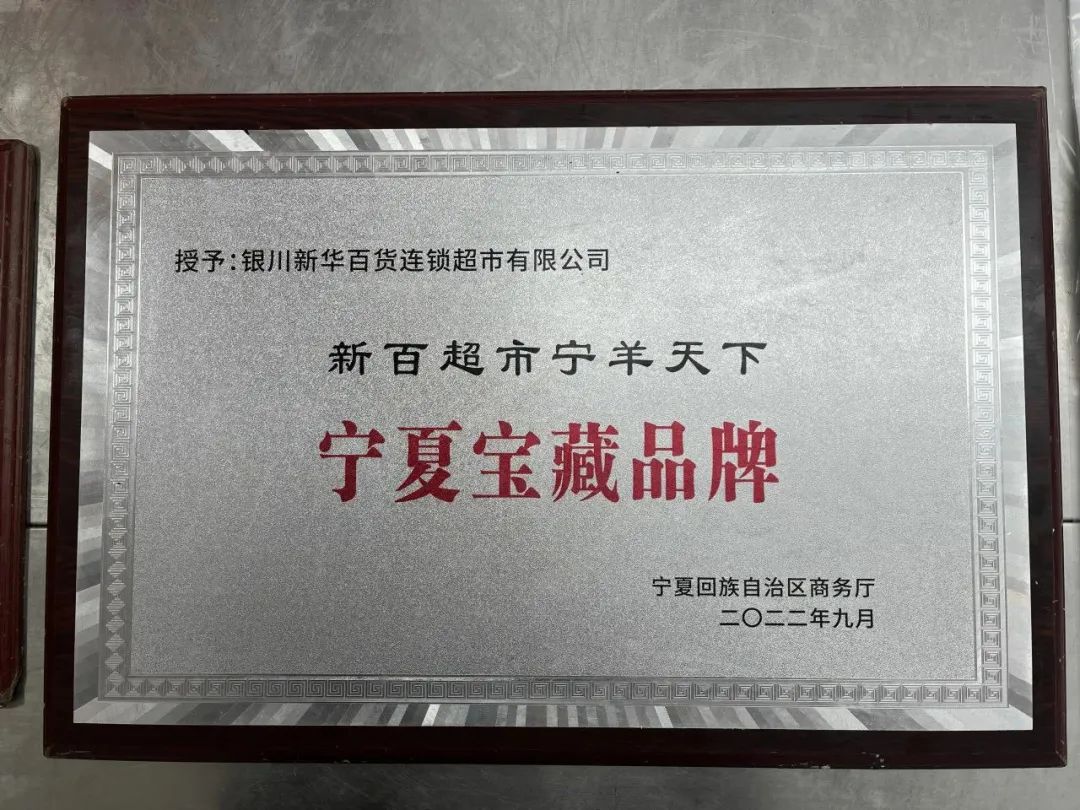 授予:银川新华百货连锁超市有限公司
新百超市宁羊天下
宁夏宝藏品牌
宁夏回族自治区商务厅
二〇二二年九月